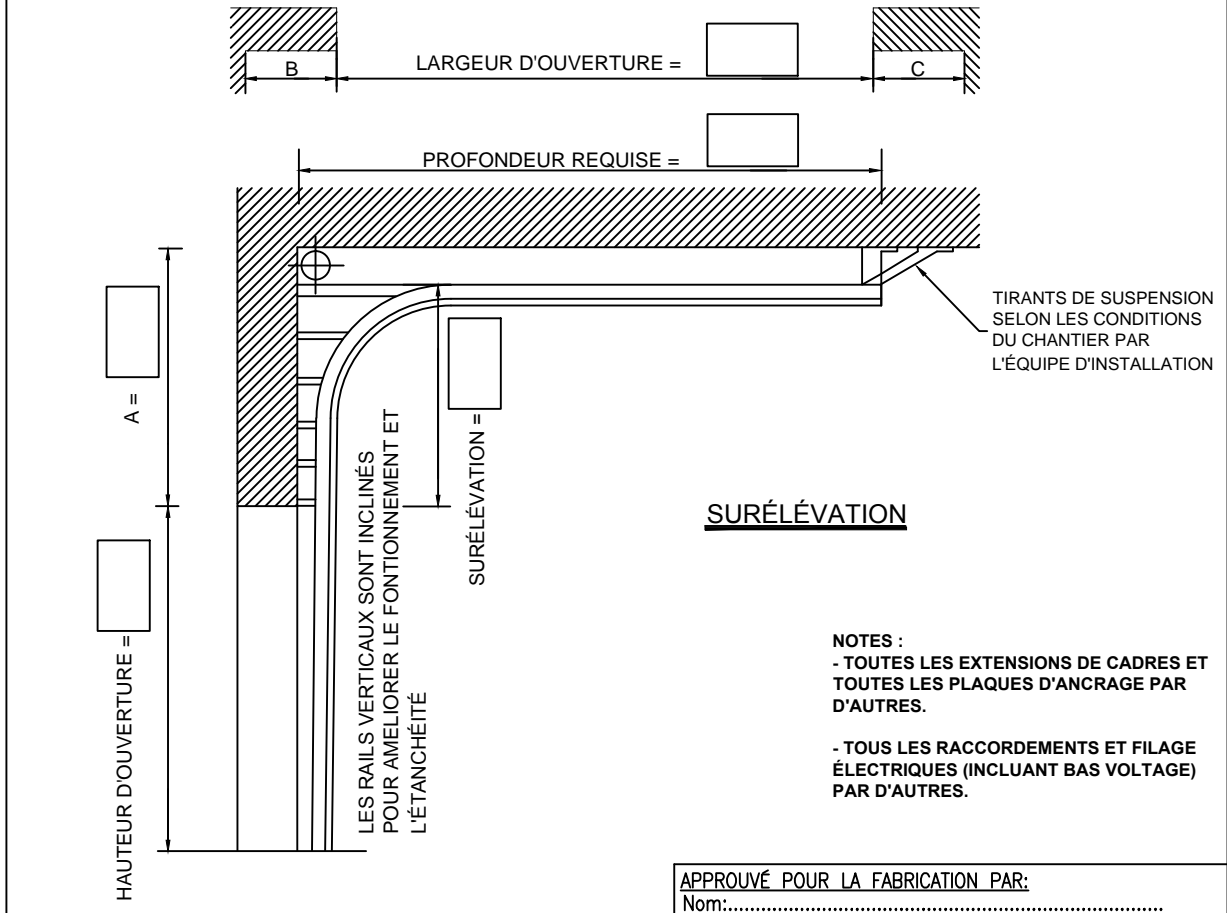 B
LARGEUR D'OUVERTURE =
C
PROFONDEUR REQUISE =
TIRANTS DE SUSPENSION
SELON LES CONDITIONS
DU CHANTIER PAR
L'ÉQUIPE D'INSTALLATION
A =
SURÉLÉVATION =
LES RAILS VERTICAUX SONT INCLINÉS
POUR AMELIORER LE FONTIONNEMENT ET
L'ÉTANCHÉITÉ
SURÉLÉVATION
HAUTEUR D'OUVERTURE =
NOTES :
- TOUTES LES EXTENSIONS DE CADRES ET
TOUTES LES PLAQUES D'ANCRAGE PAR
D'AUTRES.
- TOUS LES RACCORDEMENTS ET FILAGE
ÉLECTRIQUES (INCLUANT BAS VOLTAGE)
PAR D'AUTRES.
APPROUVÉ POUR LA FABRICATION PAR:
Nom:......................................................................